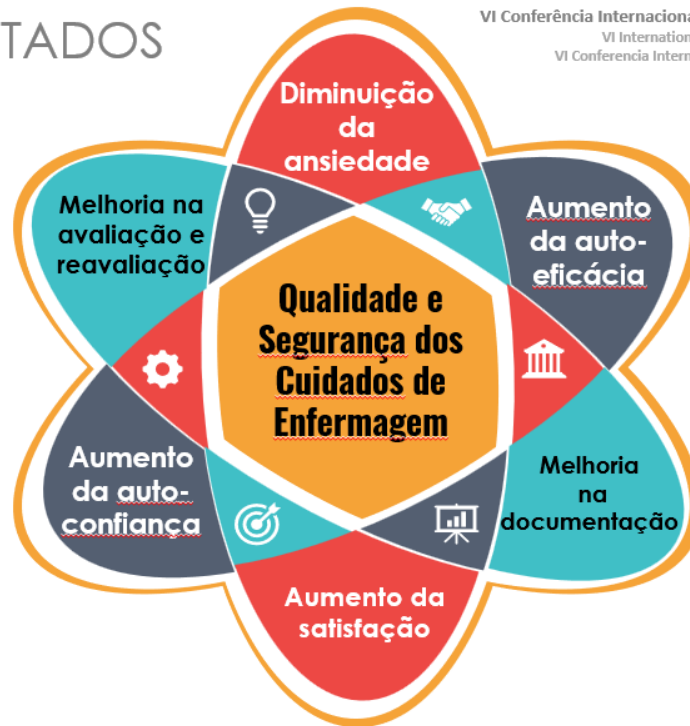 TADOS
VI Conferência Internaciona
VI Internation
VI Conferencia Intern
Diminuição
da
ansiedade
Melhoria na
avaliação e
reavaliação
Aumento
da auto-
eficácia
Qualidade e
Segurança dos
Cuidados de
Enfermagem
Aumento
da auto-
confiança
Melhoria
na
documentação
Aumento da
satisfação